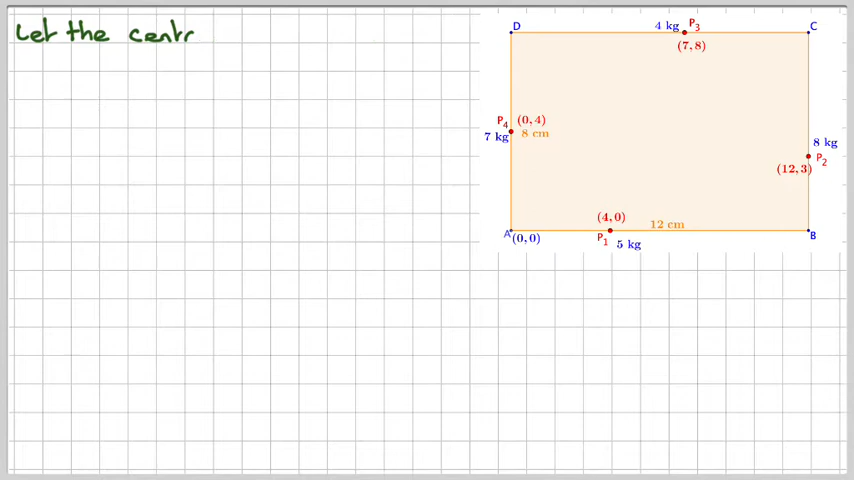 Let the centr
D
4 kg P3
C
(7, 8)
P4 (0, 4)
7 kg 8 cm
8 kg
P2
(12, 3)
(4, 0)
12 cm
A (0, 0)
P1 5 kg
B